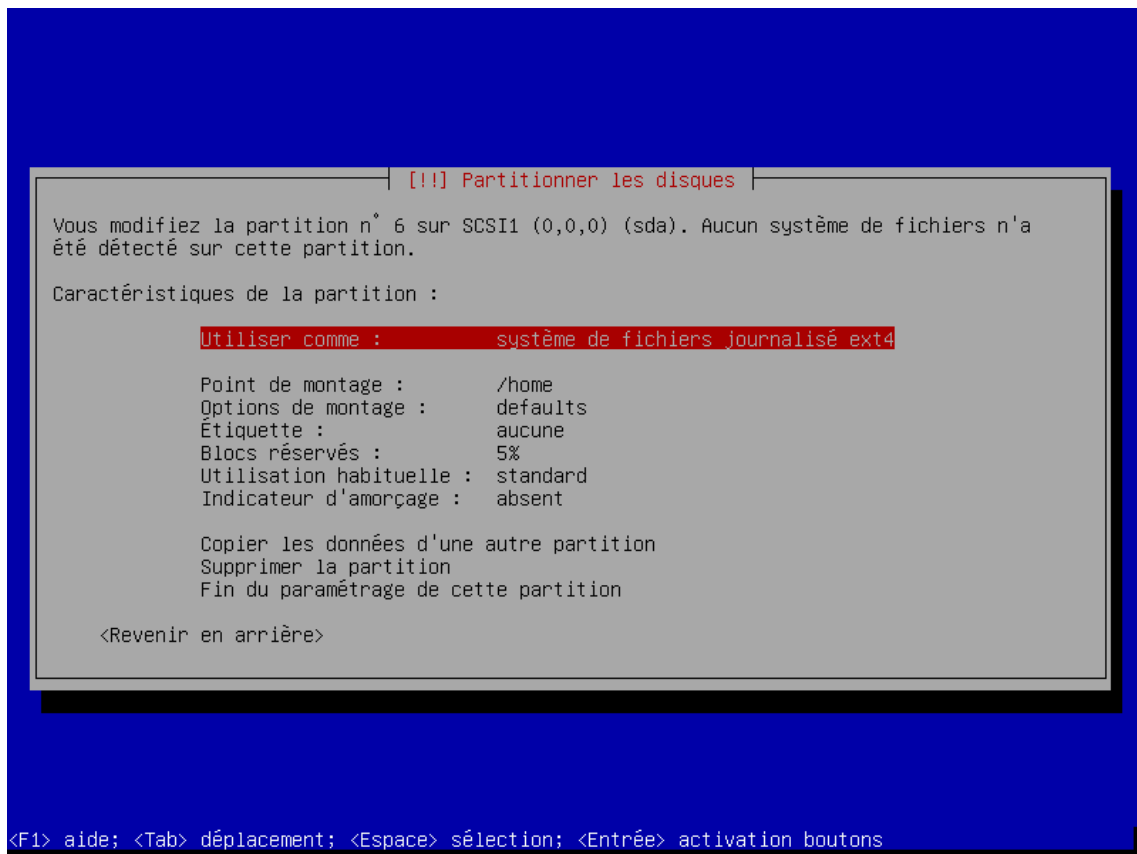 [!!] Partitionner les disques
Vous modifiez la partition n° 6 sur SCSI1 (0,0,0) (sda). Aucun système de fichiers n'a
été détecté sur cette partition.
Caractéristiques de la partition :
Utiliser comme : système de fichiers journalisé ext4
Point de montage : /home
Options de montage : defaults
Étiquette : aucune
Blocs réservés : 5%
Utilisation habituelle : standard
Indicateur d'amorçage : absent
Copier les données d'une autre partition
Supprimer la partition
Fin du paramétrage de cette partition
<Revenir en arrière>
<F1> aide; <Tab> déplacement; <Espace> sélection; <Entrée> activation boutons